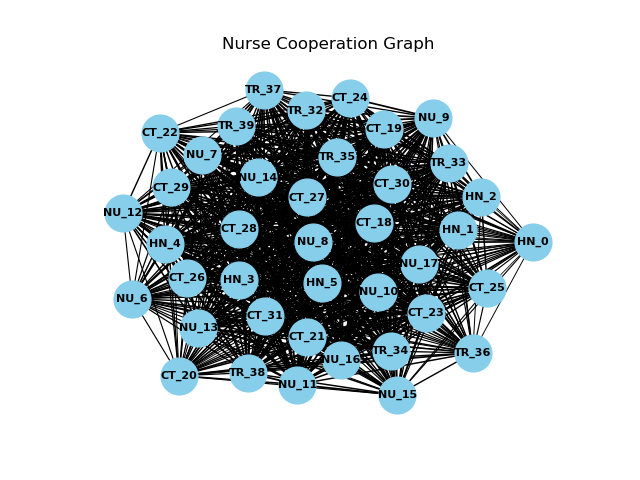 Nurse Cooperation Graph
TR_37
CT_24
TR_32
NU_9
TR_39
CT_19
CT_22
NU_7
TR_35
TR_33
NU_14
CT_30
CT_29
CT_27
HN_2
NU_12
CT_18
CT_28
HN_1
HN_4
NU_8
HN_0
NU_17
CT_26
HN_3
HN_5
CT_25
NU_10
NU_6
CT_23
CT_31
NU_13
CT_21
TR_34
TR_36
NU_16
TR_38
CT_20
NU_11
NU_15